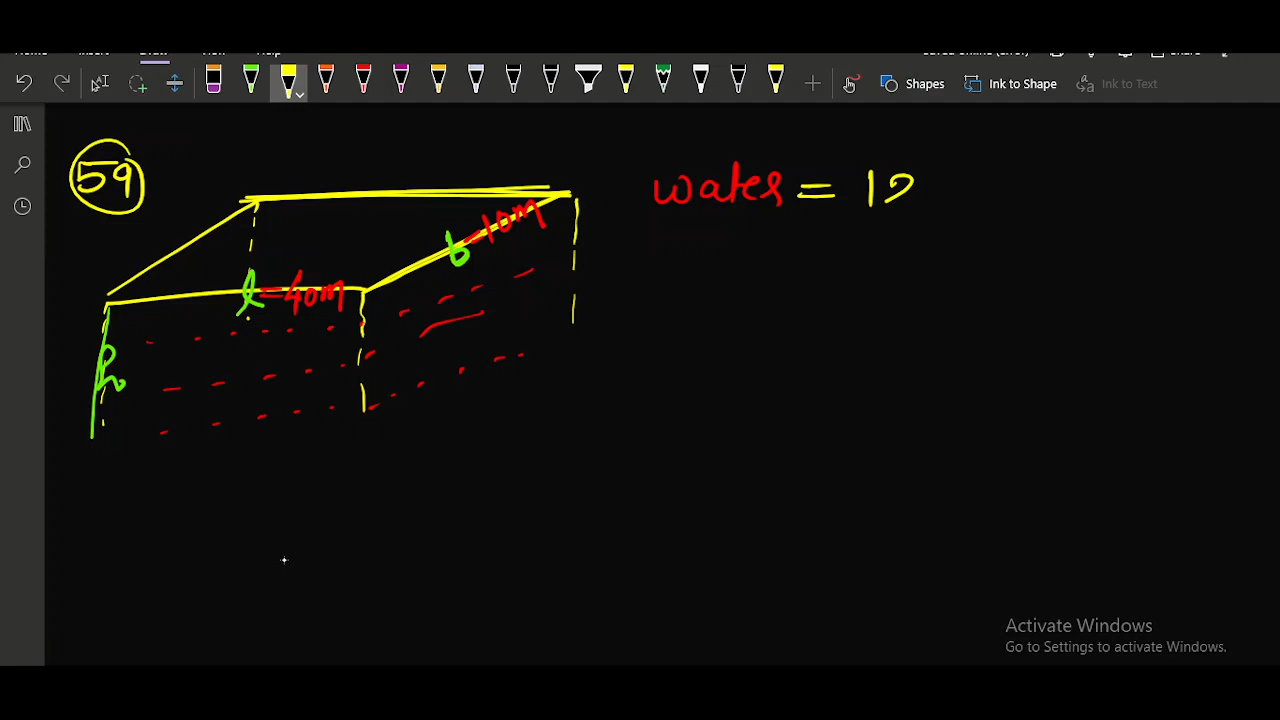 Shapes
Ink to Shape
Ink to Text
59
water = 12
b = 10m
l = 40m
h
Activate Windows
Go to Settings to activate Windows.